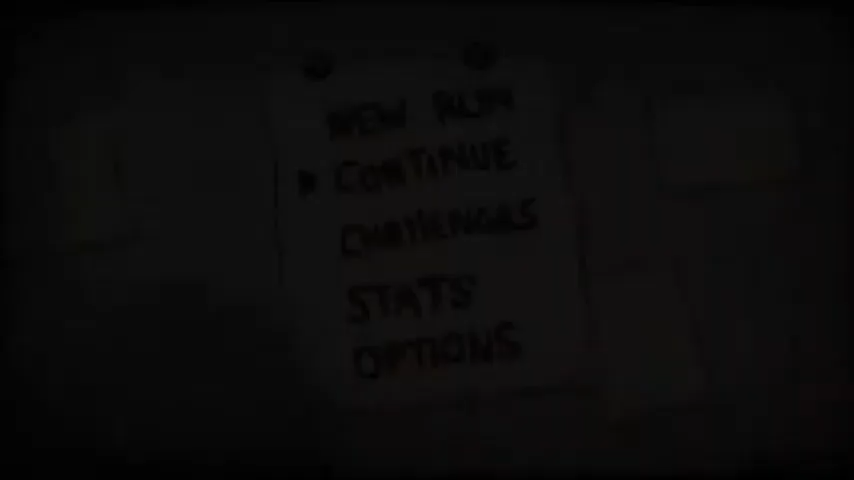 NEW RUN
CONTINUE
CHALLENGES
STATS
OPTIONS